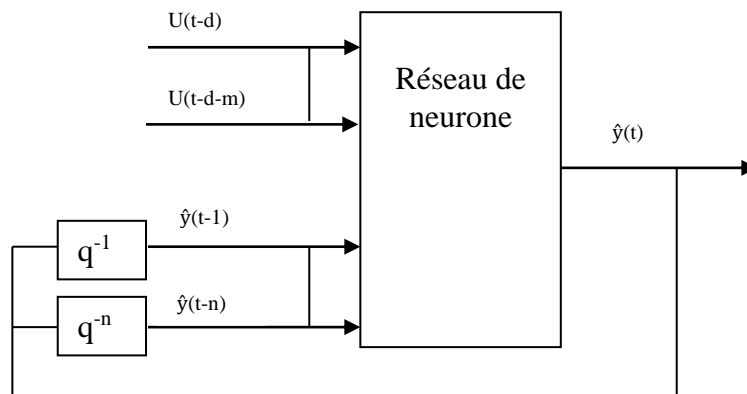 U(t-d)
U(t-d-m)
Réseau de
neurone
ŷ(t)
ŷ(t-1)
q⁻¹
ŷ(t-n)
q⁻ⁿ